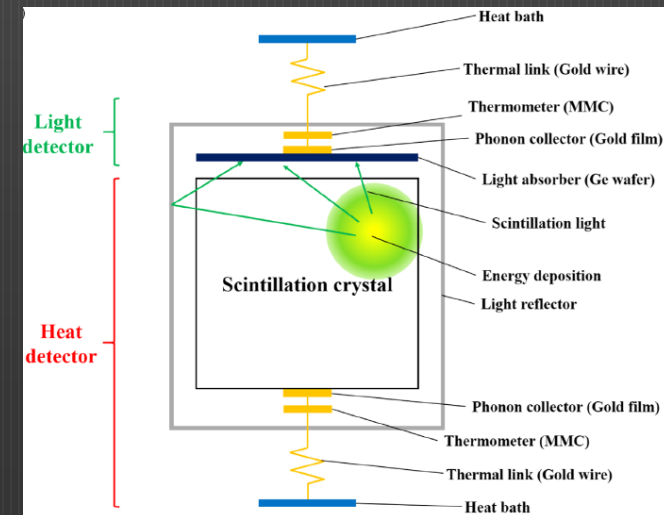 Heat bath
Thermal link (Gold wire)
Thermometer (MMC)
Light
detector
Phonon collector (Gold film)
Light absorber (Ge wafer)
Scintillation light
Energy deposition
Scintillation crystal
Light reflector
Heat
detector
Phonon collector (Gold film)
Thermometer (MMC)
Thermal link (Gold wire)
Heat bath